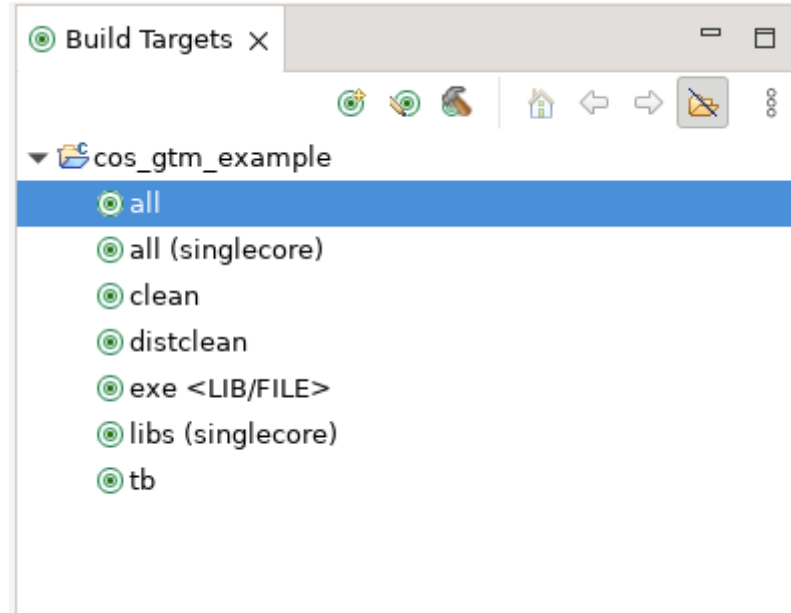 Build Targets
cos_gtm_example
all
all (singlecore)
clean
distclean
exe <LIB/FILE>
libs (singlecore)
tb